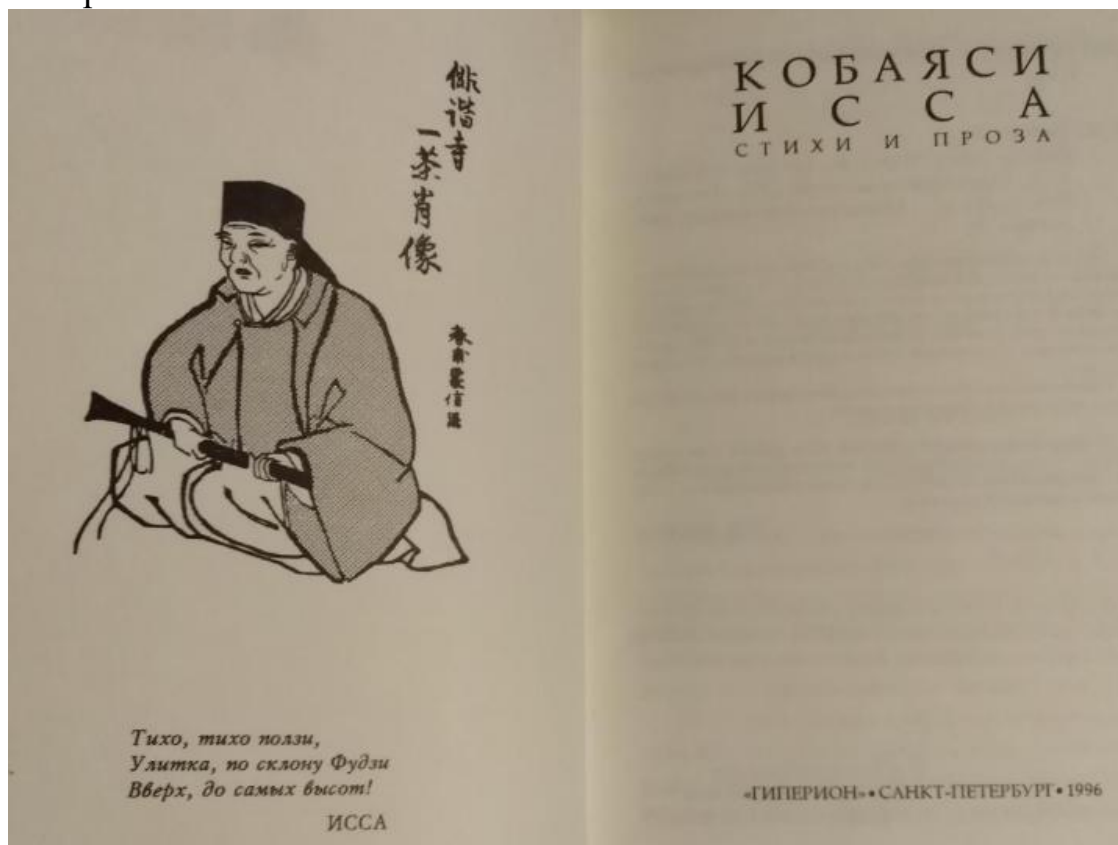 俳諧寺
一茶肖像
Тихо, тихо ползи,
Улитка, по склону Фудзи
Вверх, до самых высот!
ИССА
КОБАЯСИ
ИССА
СТИХИ И ПРОЗА
«ГИПЕРИОН»•САНКТ-ПЕТЕРБУРГ•1996